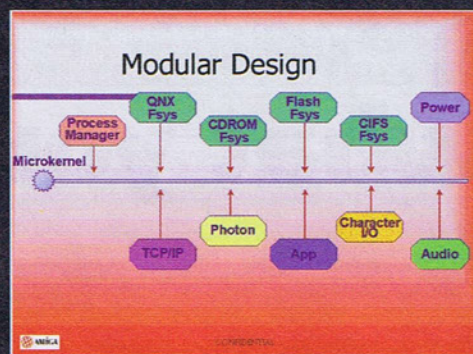 Modular Design
QNX
Fsys
Flash
Fsys
Power
Process
Manager
CDROM
Fsys
CIFS
Fsys
Microkernel
Photon
Character
I/O
TCP/IP
App
Audio
AMIGA
CONFIDENTIAL